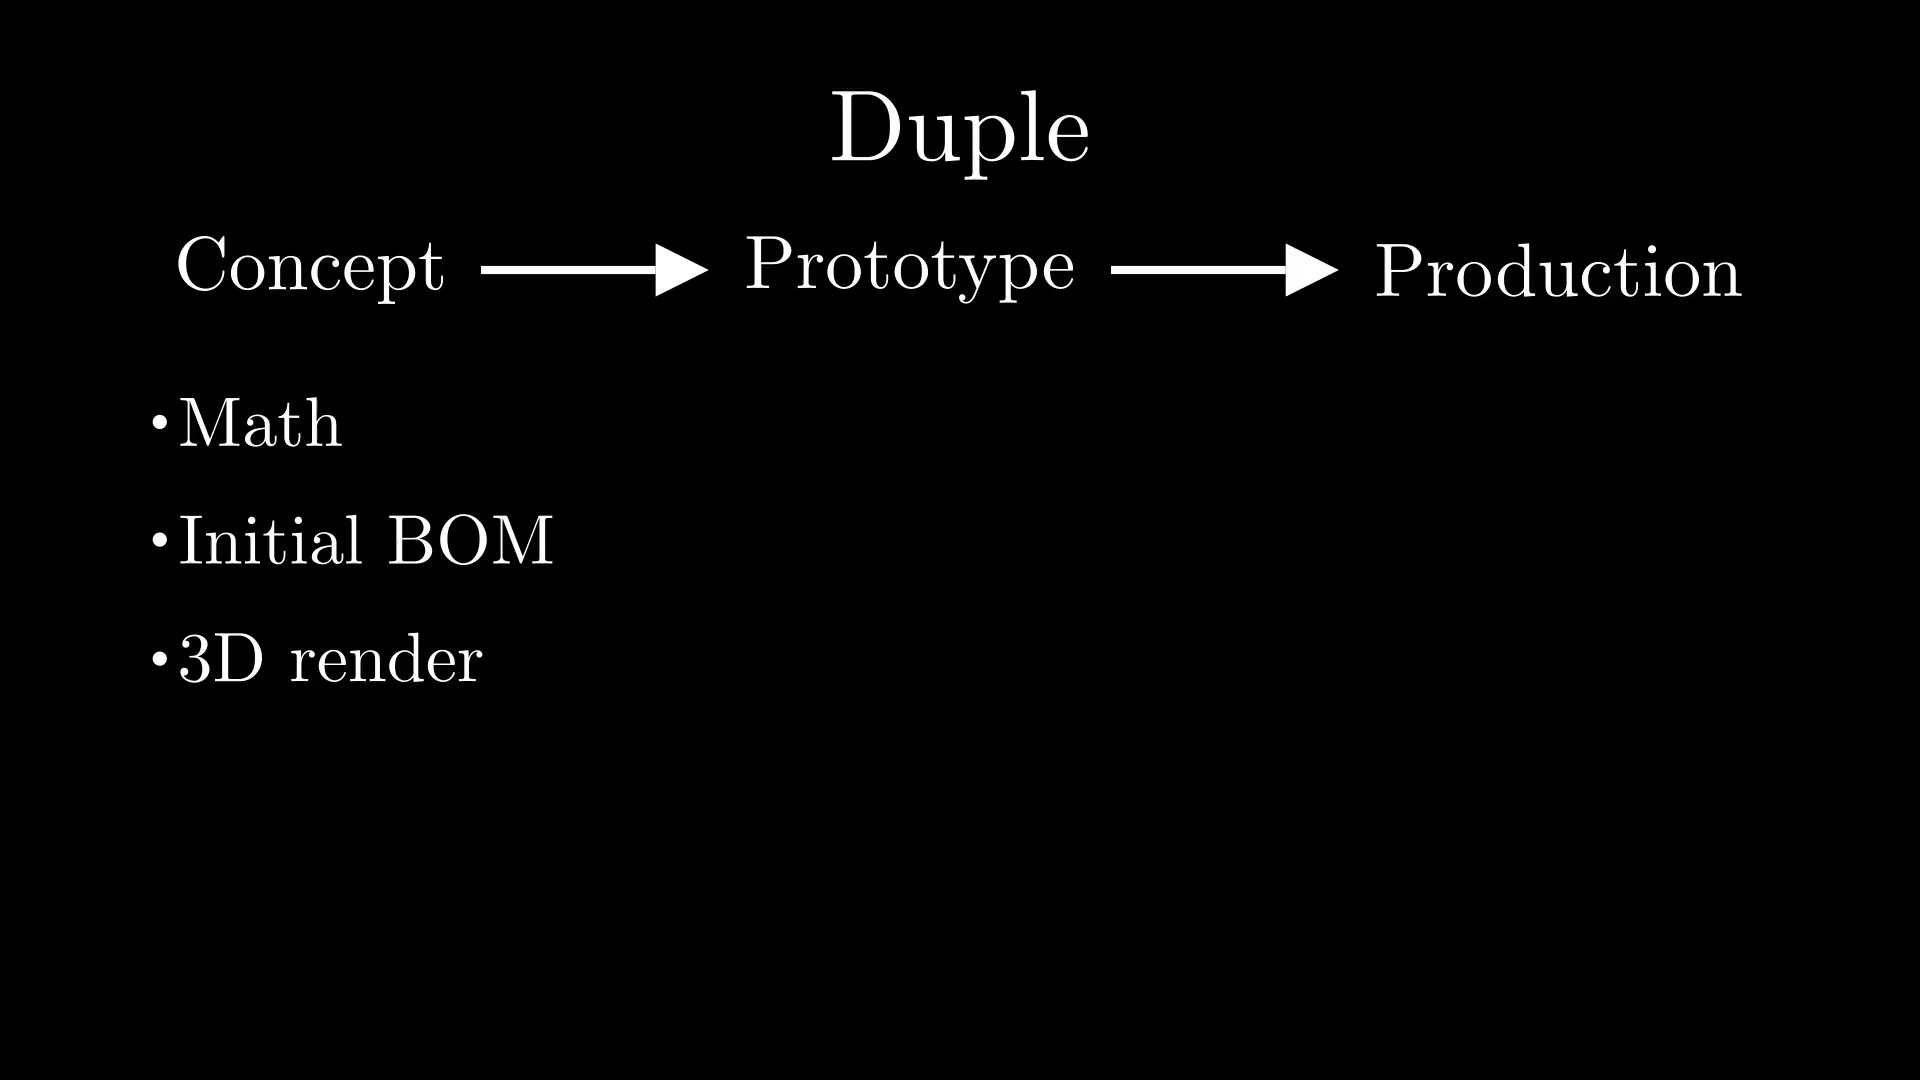 Duple
Concept Prototype Production
• Math
• Initial BOM
• 3D render